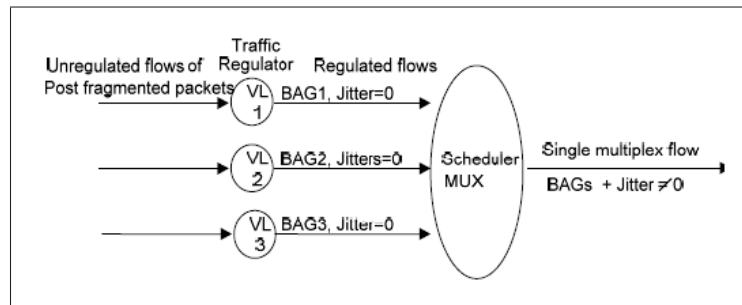 Traffic
Unregulated flows of Regulator Regulated flows
Post fragmented packets
VL
1
BAG1, Jitter=0
VL
2
BAG2, Jitters=0
VL
3
BAG3, Jitter=0
Scheduler
MUX
Single multiplex flow
BAGs + Jitter ≠0